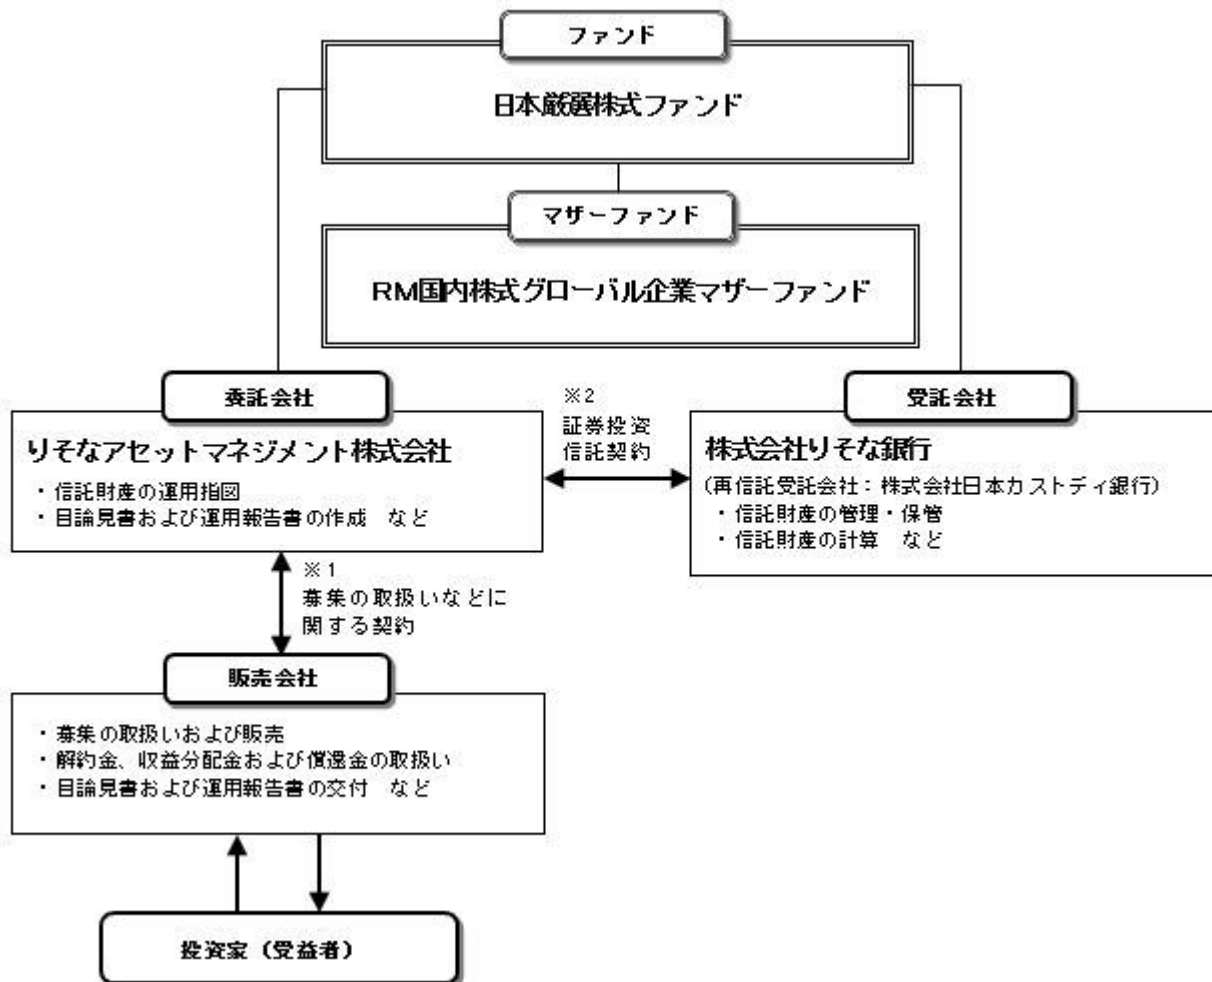 ファンド
日本厳選株式ファンド
マザーファンド
RM国内株式グローバル企業マザーファンド
委託会社
りそなアセットマネジメント株式会社
・信託財産の運用指図
・目論見書および運用報告書の作成　など
※2
証券投資
信託契約
受託会社
株式会社りそな銀行
(再信託受託会社：株式会社日本カストディ銀行)
・信託財産の管理・保管
・信託財産の計算　など
※1
募集の取扱いなどに
関する契約
販売会社
・募集の取扱いおよび販売
・解約金、収益分配金および償還金の取扱い
・目論見書および運用報告書の交付　など
投資家（受益者）